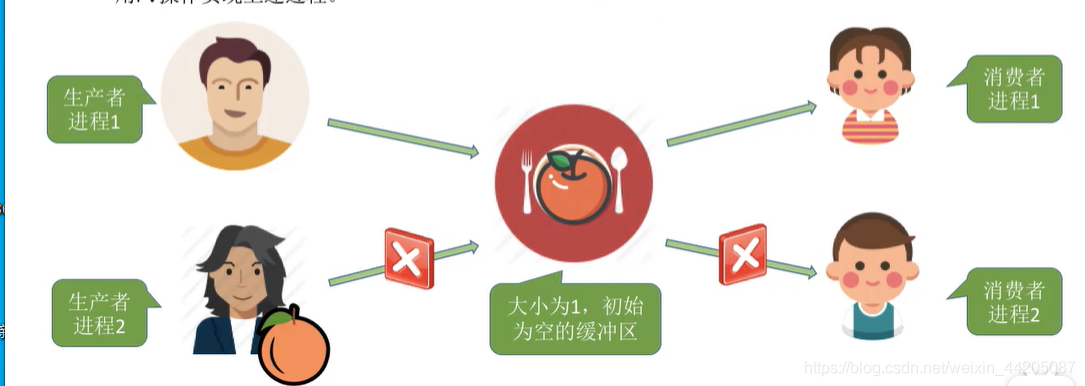 生产者
进程1
消费者
进程1
生产者
进程2
大小为1，初始
为空的缓冲区
消费者
进程2
https://blog.csdn.net/weixin_44205087